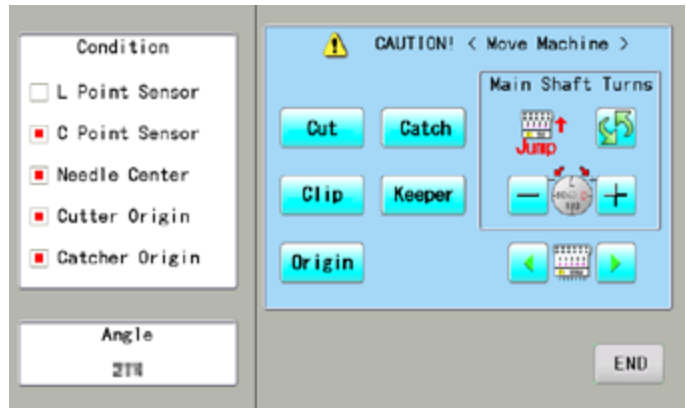 Condition
L Point Sensor
C Point Sensor
Needle Center
Cutter Origin
Catcher Origin
Angle
CAUTION! < Move Machine >
Main Shaft Turns
Cut
Catch
Jump
Clip
Keeper
Origin
END